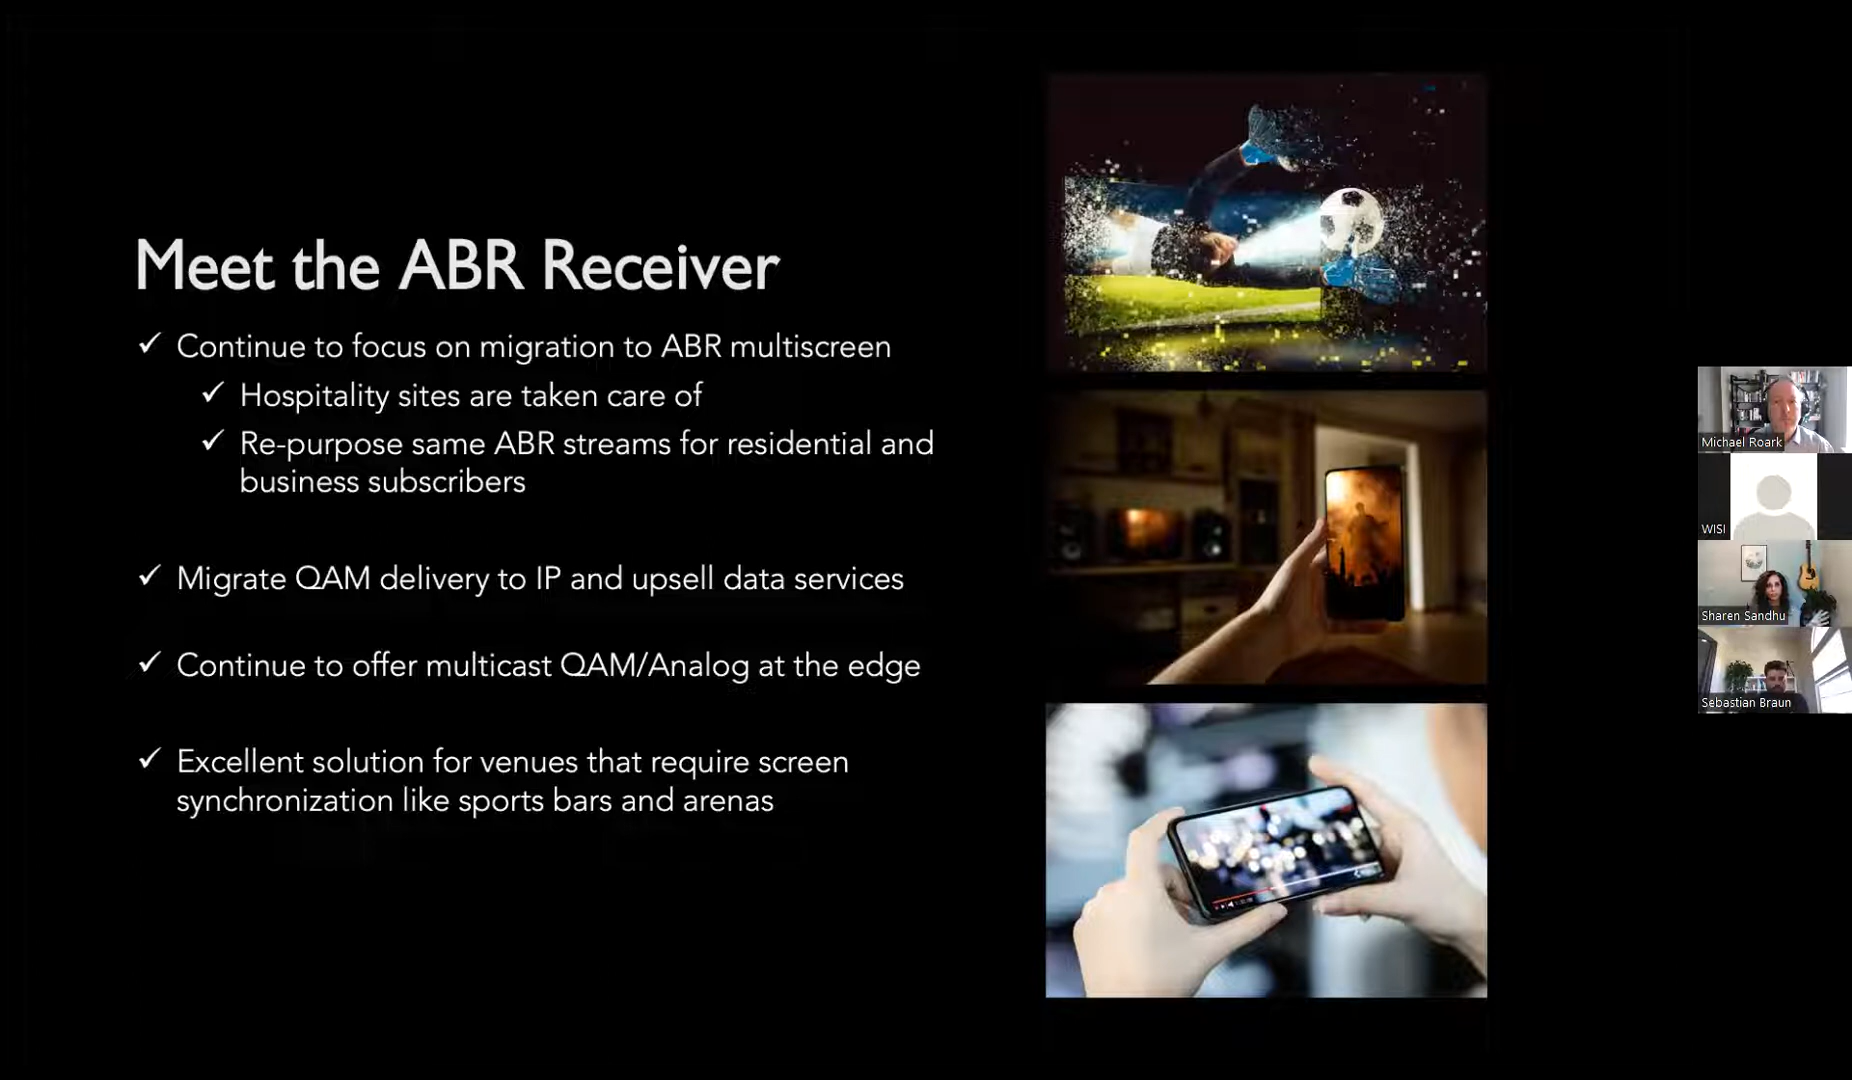 Meet the ABR Receiver
✓ Continue to focus on migration to ABR multiscreen
✓ Hospitality sites are taken care of
✓ Re-purpose same ABR streams for residential and
business subscribers
✓ Migrate QAM delivery to IP and upsell data services
✓ Continue to offer multicast QAM/Analog at the edge
✓ Excellent solution for venues that require screen
synchronization like sports bars and arenas
Michael Roark
WISI
Sharen Sandhu
Sebastian Braun